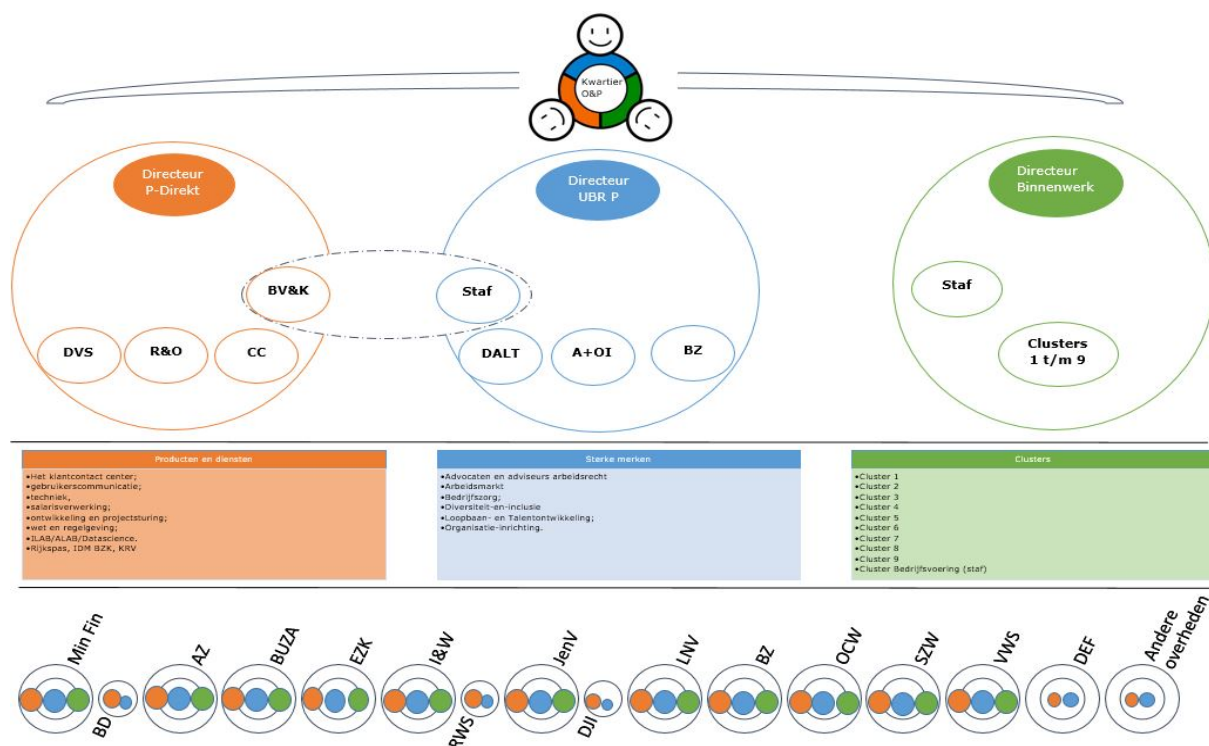 Kwartier
O&P
Directeur
P-Direkt
Directeur
UBR P
Directeur
Binnenwerk
BV&K
Staf
Staf
DVS
R&O
CC
DALT
A+OI
BZ
Clusters
1 t/m 9
Producten en diensten
•Het klantcontact center;
•gebruikerscommunicatie;
•techniek,
•salarisverwerking;
•ontwikkeling en projectsturing;
•wet en regelgeving;
•ILAB/ALAB/Datascience.
•Rijkspas, IDM BZK, KRV
Sterke merken
•Advocaten en adviseurs arbeidsrecht
•Arbeidsmarkt
•Bedrijfszorg;
•Diversiteit-en-inclusie
•Loopbaan- en Talentontwikkeling;
•Organisatie-inrichting.
Clusters
•Cluster 1
•Cluster 2
•Cluster 3
•Cluster 4
•Cluster 5
•Cluster 6
•Cluster 7
•Cluster 8
•Cluster 9
•Cluster Bedrijfsvoering (staf)
Min Fin
BD
AZ
BUZA
EZK
I&W
RWS
JenV
DJI
LNV
BZ
OCW
SZW
VWS
DEF
Andere
overheden